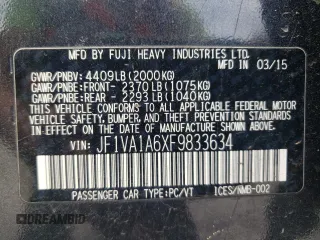 MFD BY FUJI HEAVY INDUSTRIES LTD.
03/15
GVWR/PNBV: 4409LB(2000KG)
GAWR/PNBE:FRONT- 2370LB(1075KG)
GAWR/PNBE:REAR - 2293LB(1040KG)
THIS VEHICLE CONFORMS TO ALL APPLICABLE
FEDERAL MOTOR VEHICLE SAFETY, BUMPER,
AND THEFT PREVENTION STANDARDS IN EFFECT
ON THE DATE OF MANUFACTURE SHOWN ABOVE.
VIN: JF1VA1A6XF9833634
PASSENGER CAR TYPE:PC/VT ICES/NMB-002
DREAMBID